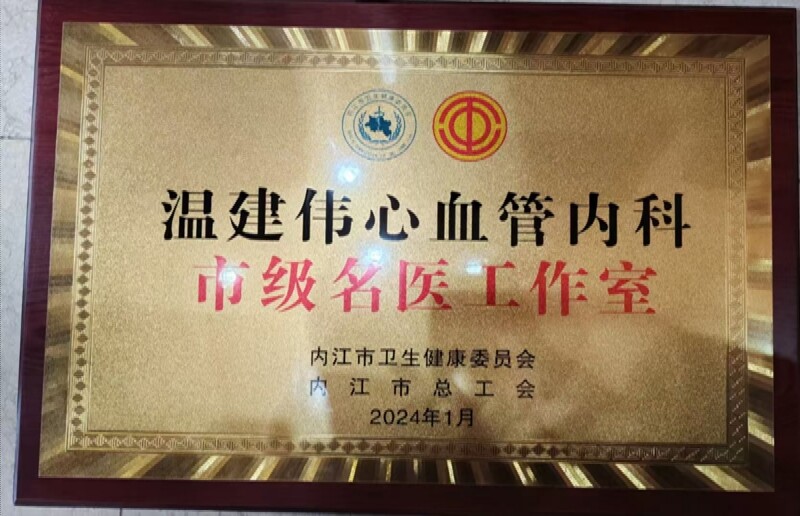 温建伟心血管内科
市级名医工作室
内江市卫生健康委员会
内江市总工会
2024年1月